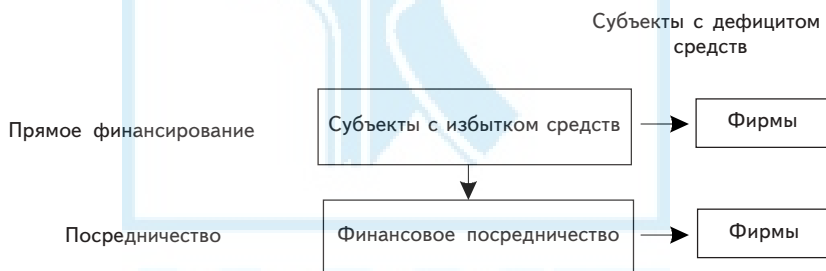 Субъекты с дефицитом
средств
Прямое финансирование
Субъекты с избытком средств
Фирмы
Посредничество
Финансовое посредничество
Фирмы